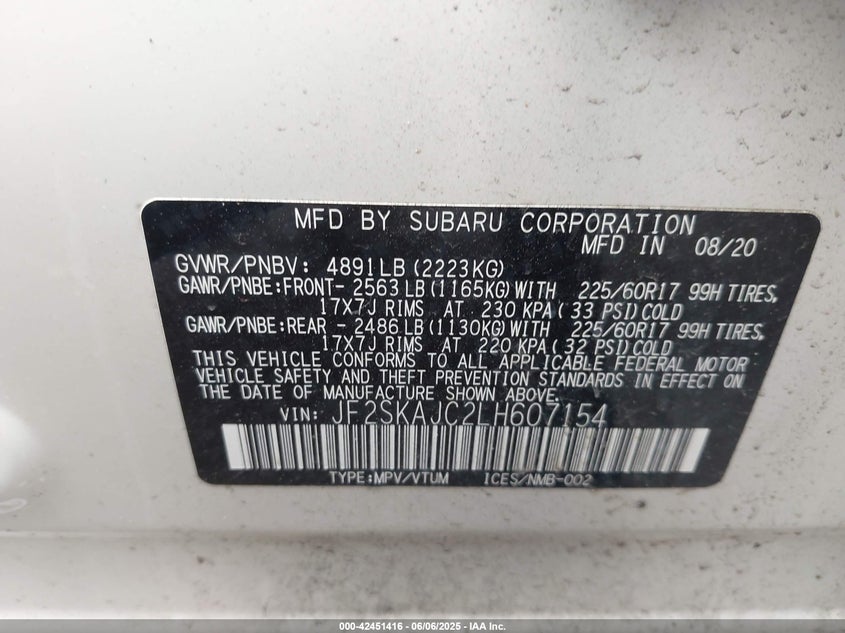 MFD BY SUBARU CORPORATION
MFD IN 08/20
GVWR/PNBV: 4891LB (2223KG)
GAWR/PNBE:FRONT- 2563 LB (1165KG) WITH 225/60R17 99H TIRES,
17X7J RIMS AT 230 KPA (33 PSI) COLD
GAWR/PNBE:REAR - 2486 LB (1130KG) WITH 225/60R17 99H TIRES,
17X7J RIMS AT 220 KPA (32 PSI) COLD
THIS VEHICLE CONFORMS TO ALL APPLICABLE FEDERAL MOTOR
VEHICLE SAFETY AND THEFT PREVENTION STANDARDS IN EFFECT ON
THE DATE OF MANUFACTURE SHOWN ABOVE.
VIN: JF2SKAJC2LH607154
TYPE:MPV/VTUM ICES/NMB-002
000-42451416 - 06/06/2025 - IAA Inc.